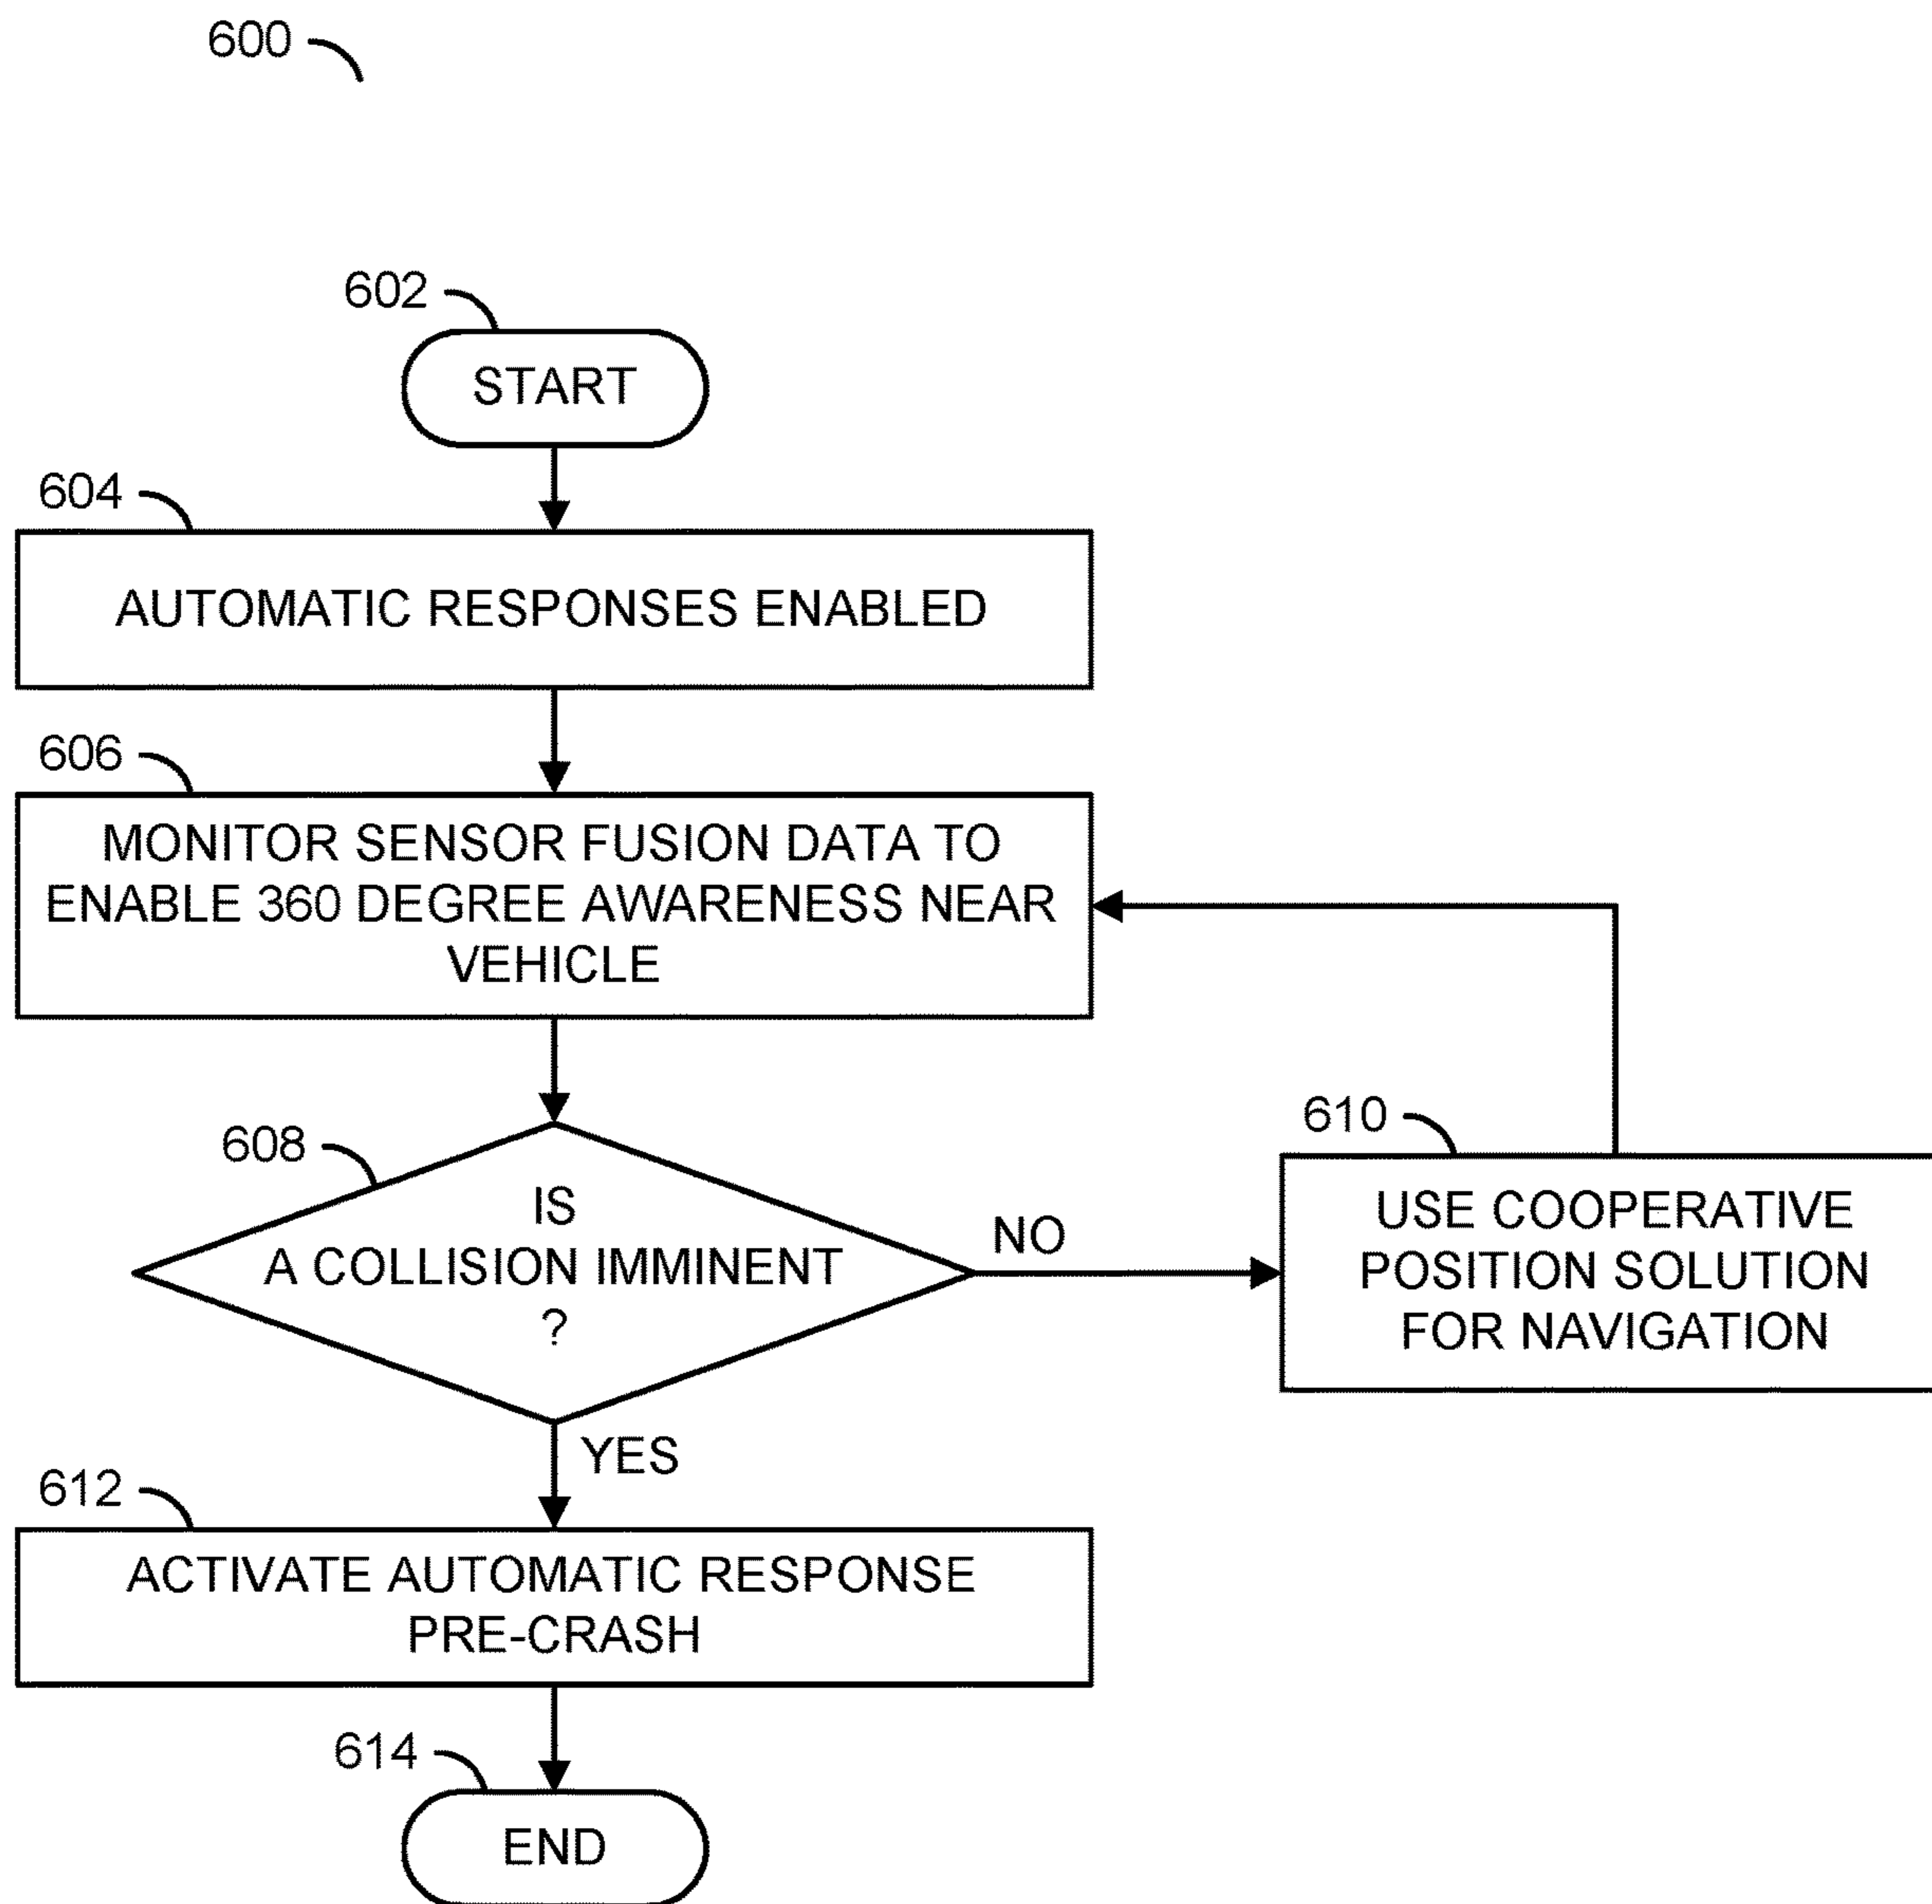 600
602
START
604
AUTOMATIC RESPONSES ENABLED
606
MONITOR SENSOR FUSION DATA TO
ENABLE 360 DEGREE AWARENESS NEAR
VEHICLE
608
IS
A COLLISION IMMINENT
?
NO
610
USE COOPERATIVE
POSITION SOLUTION
FOR NAVIGATION
YES
612
ACTIVATE AUTOMATIC RESPONSE
PRE-CRASH
614
END